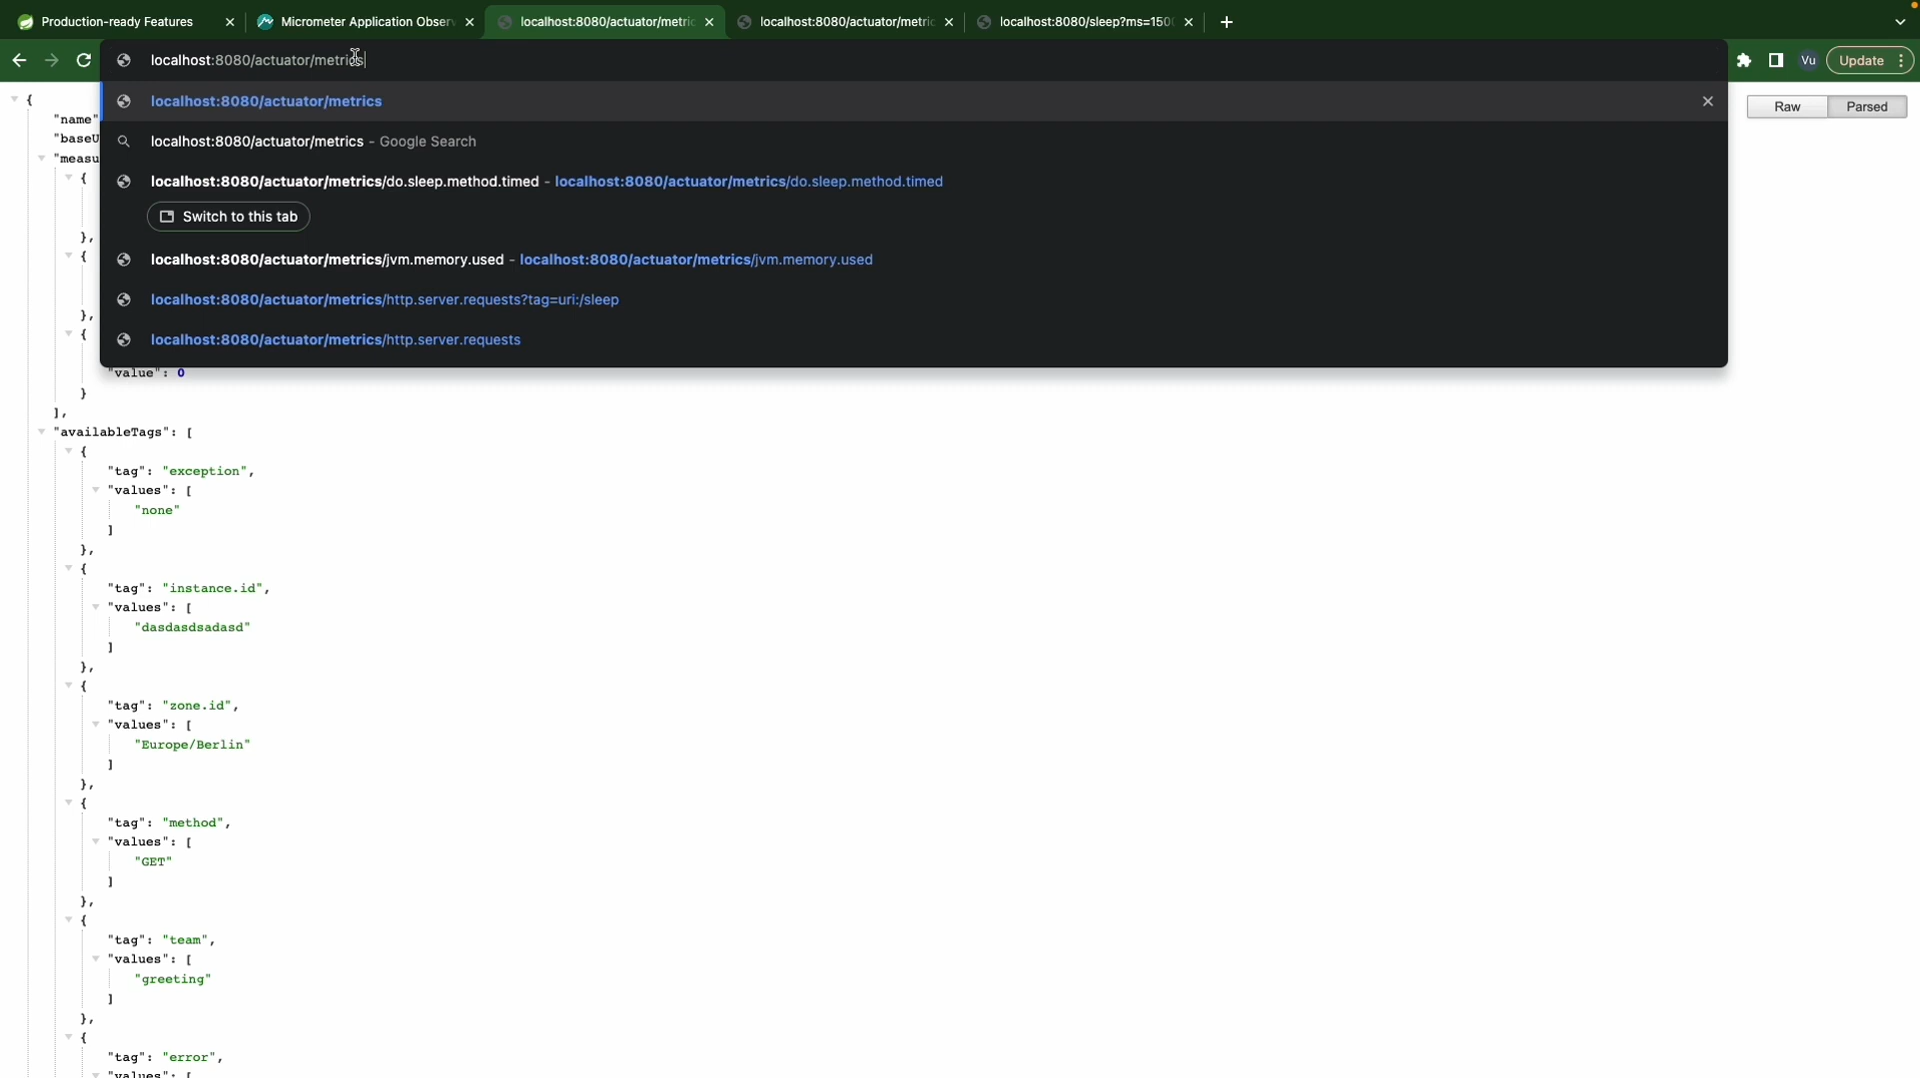 Production-ready Features
Micrometer Application Obser
localhost:8080/actuator/metric
localhost:8080/actuator/metric
localhost:8080/sleep?ms=150
localhost:8080/actuator/metrics
Vu
Update
localhost:8080/actuator/metrics
localhost:8080/actuator/metrics - Google Search
localhost:8080/actuator/metrics/do.sleep.method.timed - localhost:8080/actuator/metrics/do.sleep.method.timed
Switch to this tab
localhost:8080/actuator/metrics/jvm.memory.used - localhost:8080/actuator/metrics/jvm.memory.used
localhost:8080/actuator/metrics/http.server.requests?tag=uri:/sleep
localhost:8080/actuator/metrics/http.server.requests
Raw
Parsed
{
"name"
"baseU
"measu
{
},
{
},
{
"value": 0
}
],
"availableTags": [
{
"tag": "exception",
"values": [
"none"
]
},
{
"tag": "instance.id",
"values": [
"dasdasdsadasd"
]
},
{
"tag": "zone.id",
"values": [
"Europe/Berlin"
]
},
{
"tag": "method",
"values": [
"GET"
]
},
{
"tag": "team",
"values": [
"greeting"
]
},
{
"tag": "error",
"values": [